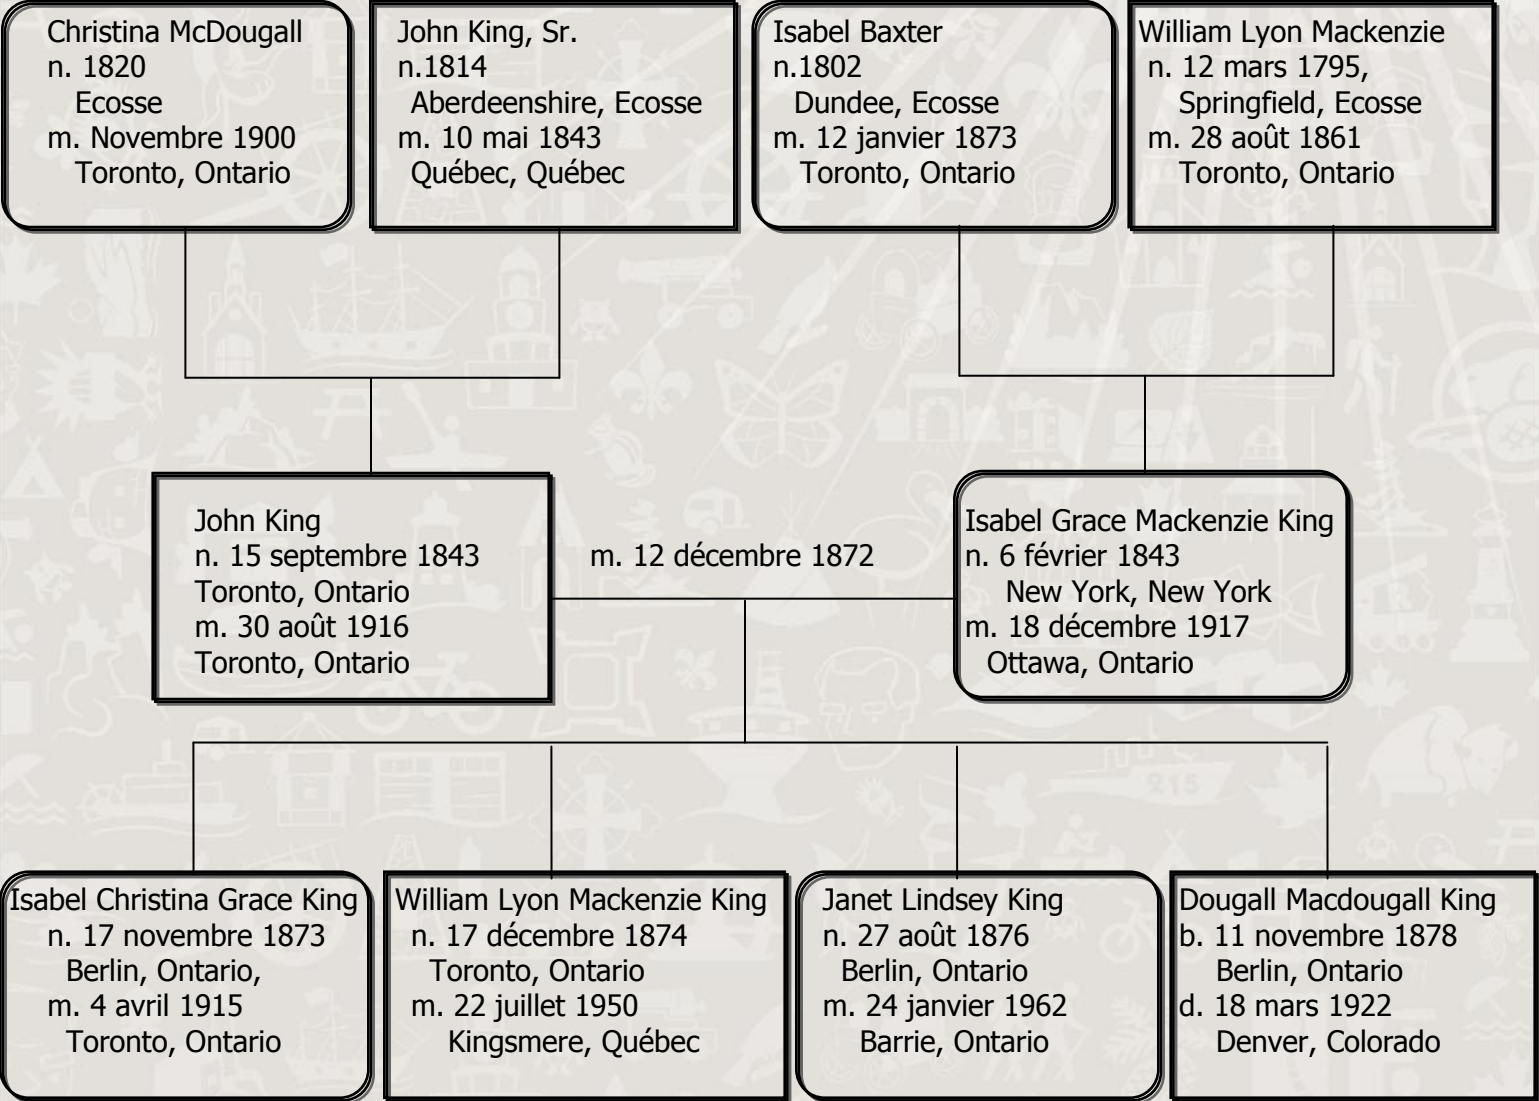 Christina McDougall
n. 1820
Ecosse
m. Novembre 1900
Toronto, Ontario
John King, Sr.
n.1814
Aberdeenshire, Ecosse
m. 10 mai 1843
Québec, Québec
Isabel Baxter
n.1802
Dundee, Ecosse
m. 12 janvier 1873
Toronto, Ontario
William Lyon Mackenzie
n. 12 mars 1795,
Springfield, Ecosse
m. 28 août 1861
Toronto, Ontario
John King
n. 15 septembre 1843
Toronto, Ontario
m. 30 août 1916
Toronto, Ontario
m. 12 décembre 1872
Isabel Grace Mackenzie King
n. 6 février 1843
New York, New York
m. 18 décembre 1917
Ottawa, Ontario
Isabel Christina Grace King
n. 17 novembre 1873
Berlin, Ontario,
m. 4 avril 1915
Toronto, Ontario
William Lyon Mackenzie King
n. 17 décembre 1874
Toronto, Ontario
m. 22 juillet 1950
Kingsmere, Québec
Janet Lindsey King
n. 27 août 1876
Berlin, Ontario
m. 24 janvier 1962
Barrie, Ontario
Dougall Macdougall King
b. 11 novembre 1878
Berlin, Ontario
d. 18 mars 1922
Denver, Colorado
215